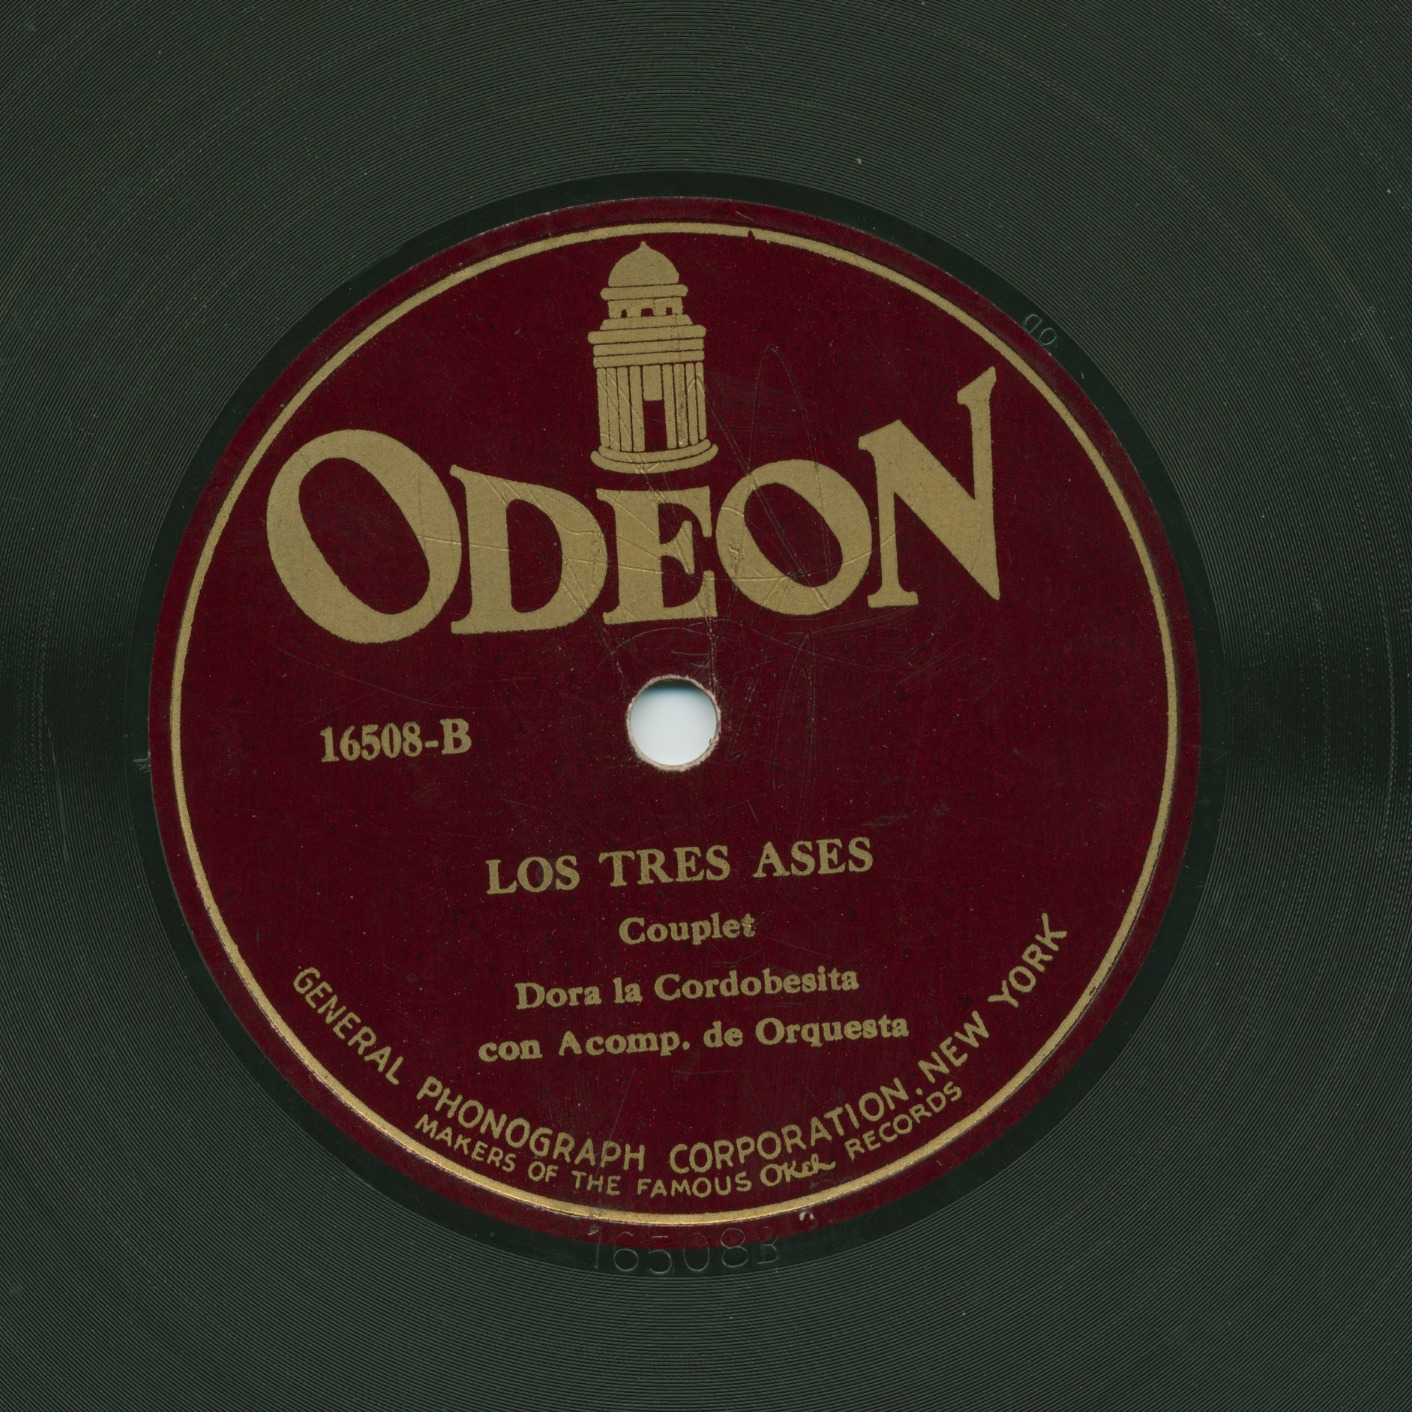 ODEON
16508-B
LOS TRES ASES
Couplet
Dora la Cordobesita
con Acomp. de Orquesta
GENERAL PHONOGRAPH CORPORATION. NEW YORK
MAKERS OF THE FAMOUS OKeh RECORDS
16508B